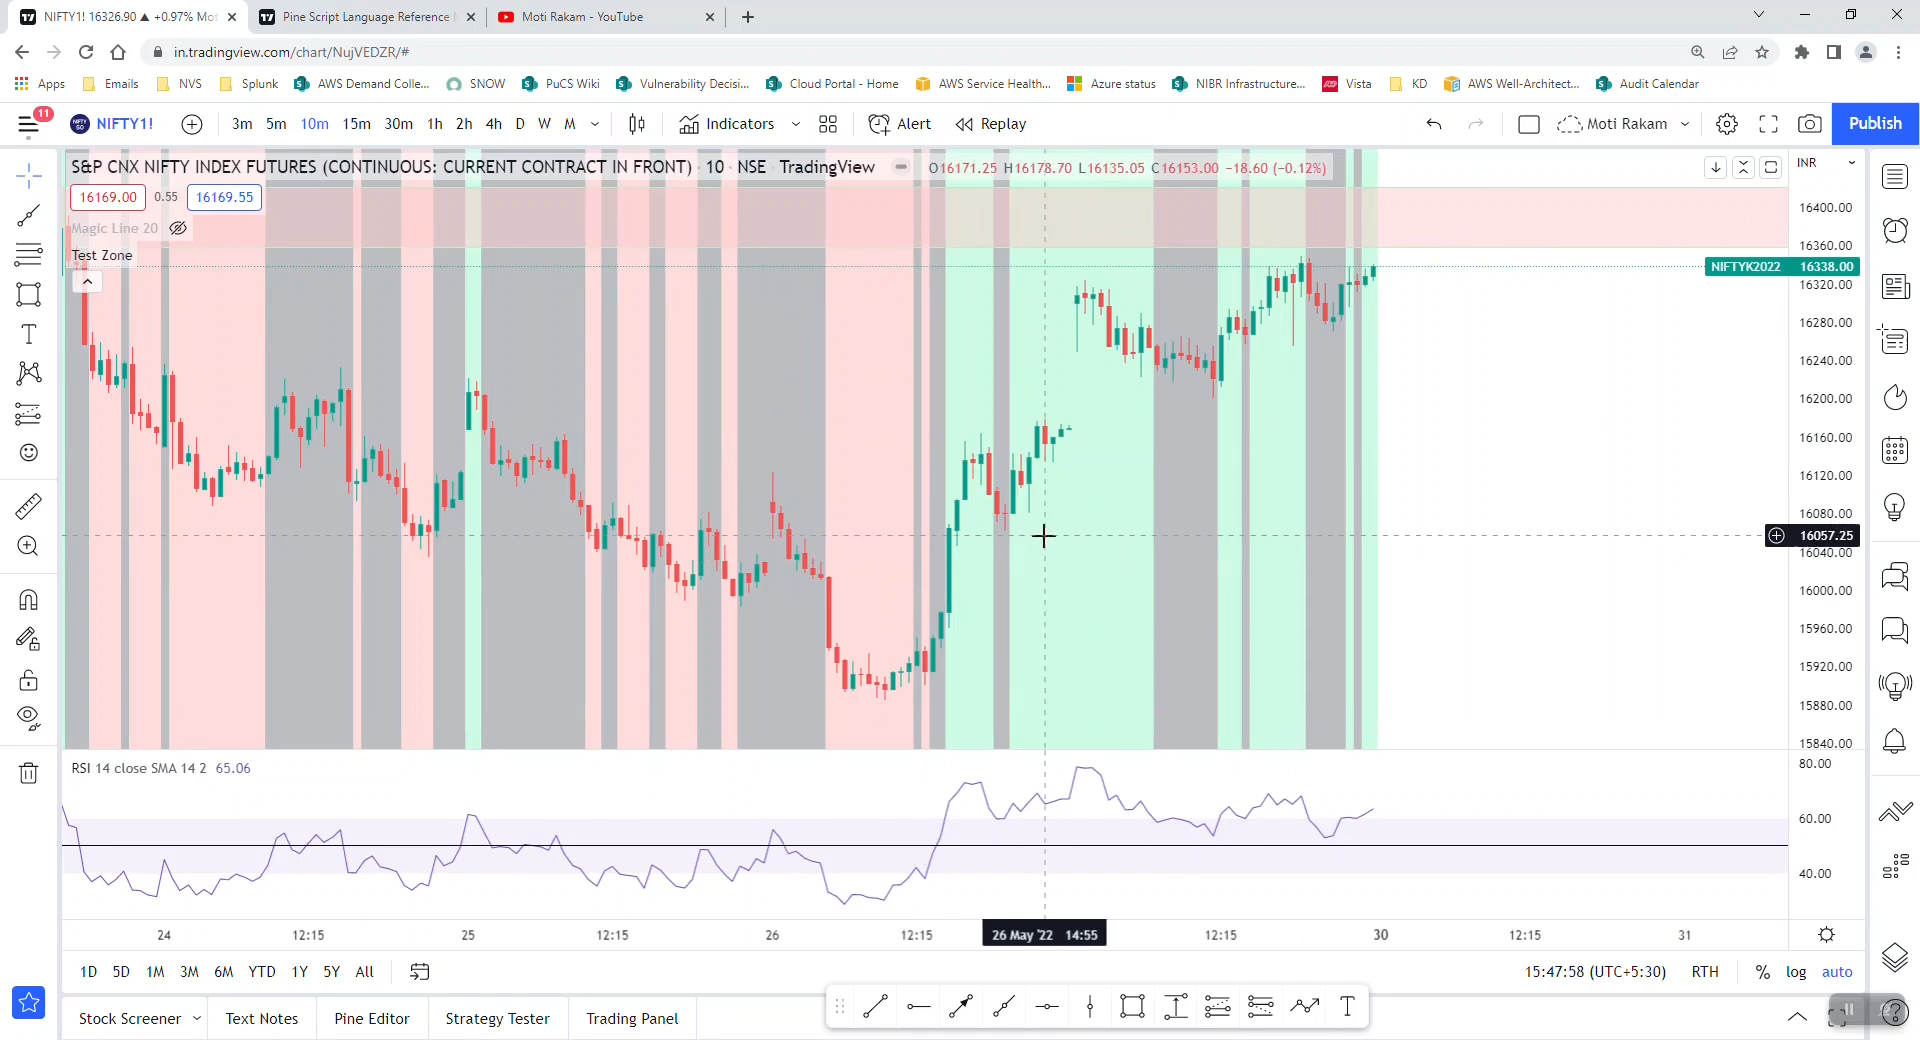 NIFTY1! 16326.90 ▲ +0.97% Mot
Pine Script Language Reference
Moti Rakam - YouTube
in.tradingview.com/chart/NujVEDZR/#
Apps Emails NVS Splunk AWS Demand Colle... SNOW PuCS Wiki Vulnerability Decisi... Cloud Portal - Home AWS Service Health... Azure status NIBR Infrastructure... Vista KD AWS Well-Architect... Audit Calendar
11 NIFTY1! 3m 5m 10m 15m 30m 1h 2h 4h D W M Indicators Alert Replay Moti Rakam Publish
S&P CNX NIFTY INDEX FUTURES (CONTINUOUS: CURRENT CONTRACT IN FRONT) · 10 · NSE · TradingView O16171.25 H16178.70 L16135.05 C16153.00 −18.60 (−0.12%) INR
16169.00 0.55 16169.55
Magic Line 20
Test Zone
16400.00
16360.00
NIFTYK2022 16338.00
16320.00
16280.00
16240.00
16200.00
16160.00
16120.00
16080.00
16057.25
16040.00
16000.00
15960.00
15920.00
15880.00
15840.00
RSI 14 close SMA 14 2 65.06
80.00
60.00
40.00
24 12:15 25 12:15 26 12:15 26 May '22 14:55 12:15 30 12:15 31
1D 5D 1M 3M 6M YTD 1Y 5Y All 15:47:58 (UTC+5:30) RTH % log auto
Stock Screener Text Notes Pine Editor Strategy Tester Trading Panel